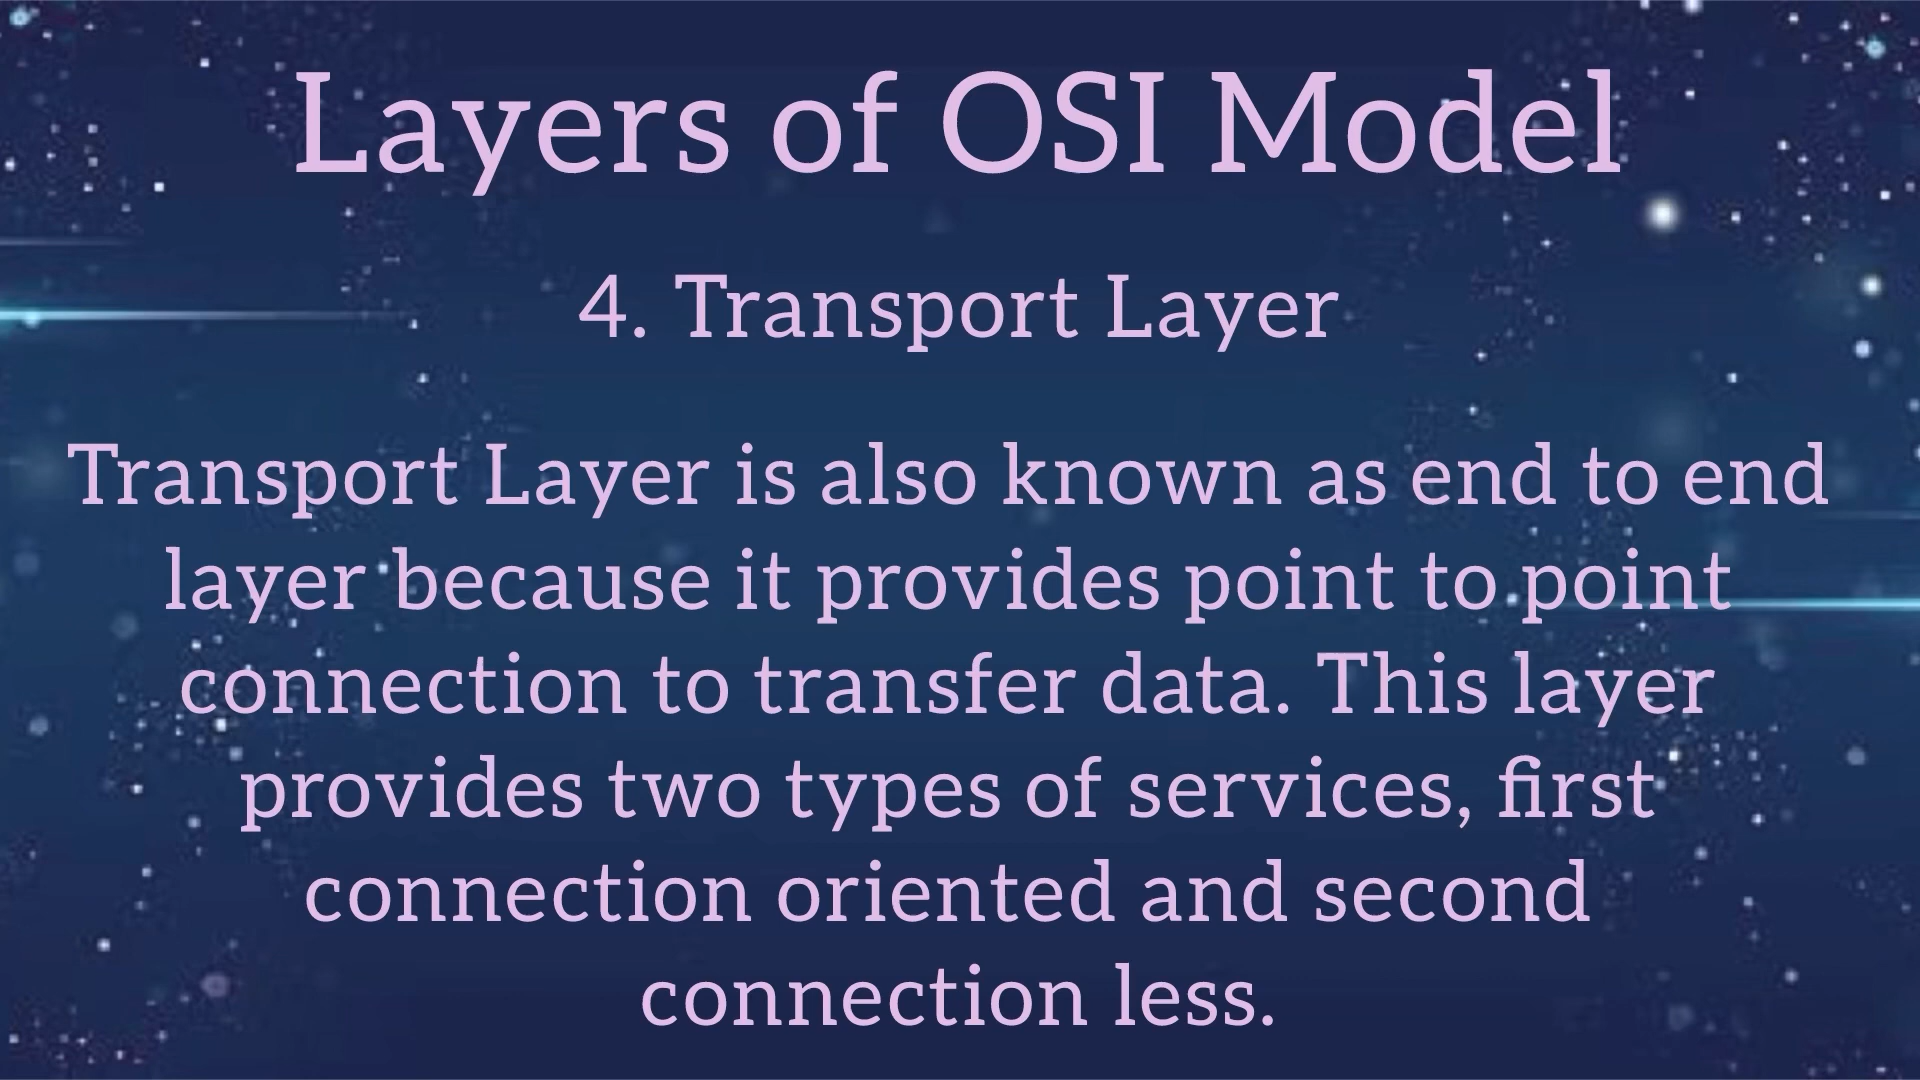 Layers of OSI Model
4. Transport Layer
Transport Layer is also known as end to end
layer because it provides point to point
connection to transfer data. This layer
provides two types of services, first
connection oriented and second
connection less.